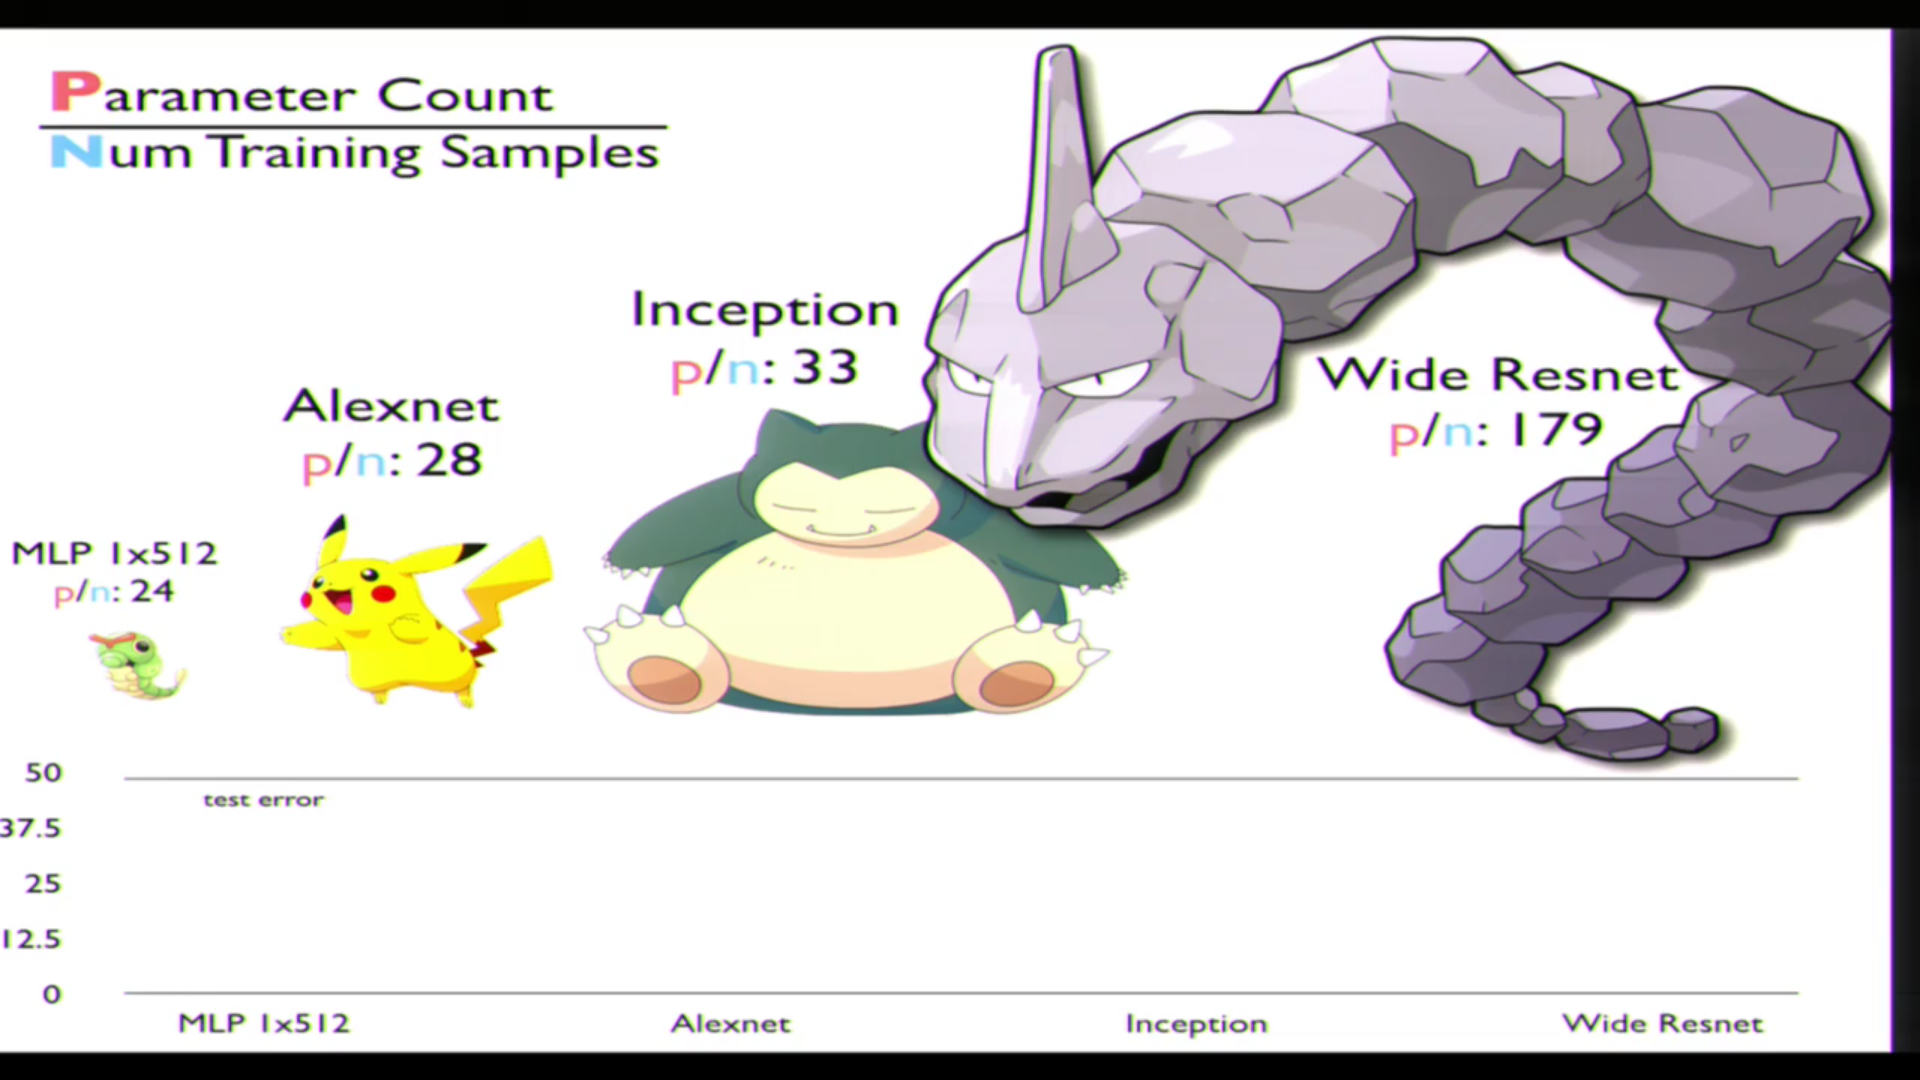 Parameter Count
Num Training Samples
Inception
p/n: 33
Wide Resnet
p/n: 179
Alexnet
p/n: 28
MLP 1x512
p/n: 24
50
test error
37.5
25
12.5
0
MLP 1x512 Alexnet Inception Wide Resnet